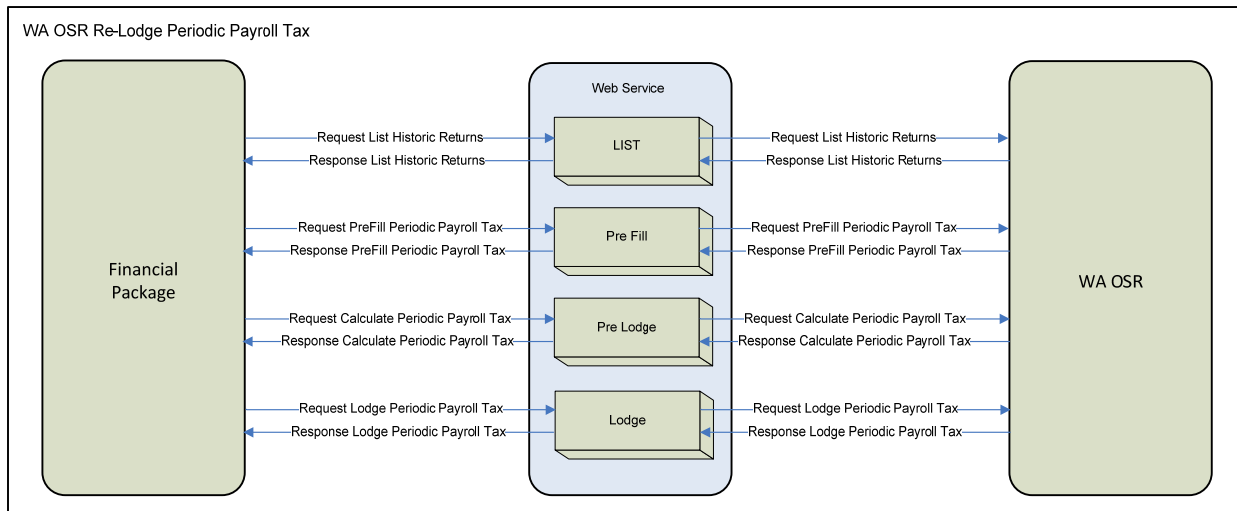 WA OSR Re-Lodge Periodic Payroll Tax
Web Service
Request List Historic Returns
LIST
Request List Historic Returns
Response List Historic Returns
Response List Historic Returns
Request PreFill Periodic Payroll Tax
Pre Fill
Request PreFill Periodic Payroll Tax
Response PreFill Periodic Payroll Tax
Response PreFill Periodic Payroll Tax
Financial
Package
WA OSR
Request Calculate Periodic Payroll Tax
Pre Lodge
Request Calculate Periodic Payroll Tax
Response Calculate Periodic Payroll Tax
Response Calculate Periodic Payroll Tax
Request Lodge Periodic Payroll Tax
Lodge
Request Lodge Periodic Payroll Tax
Response Lodge Periodic Payroll Tax
Response Lodge Periodic Payroll Tax